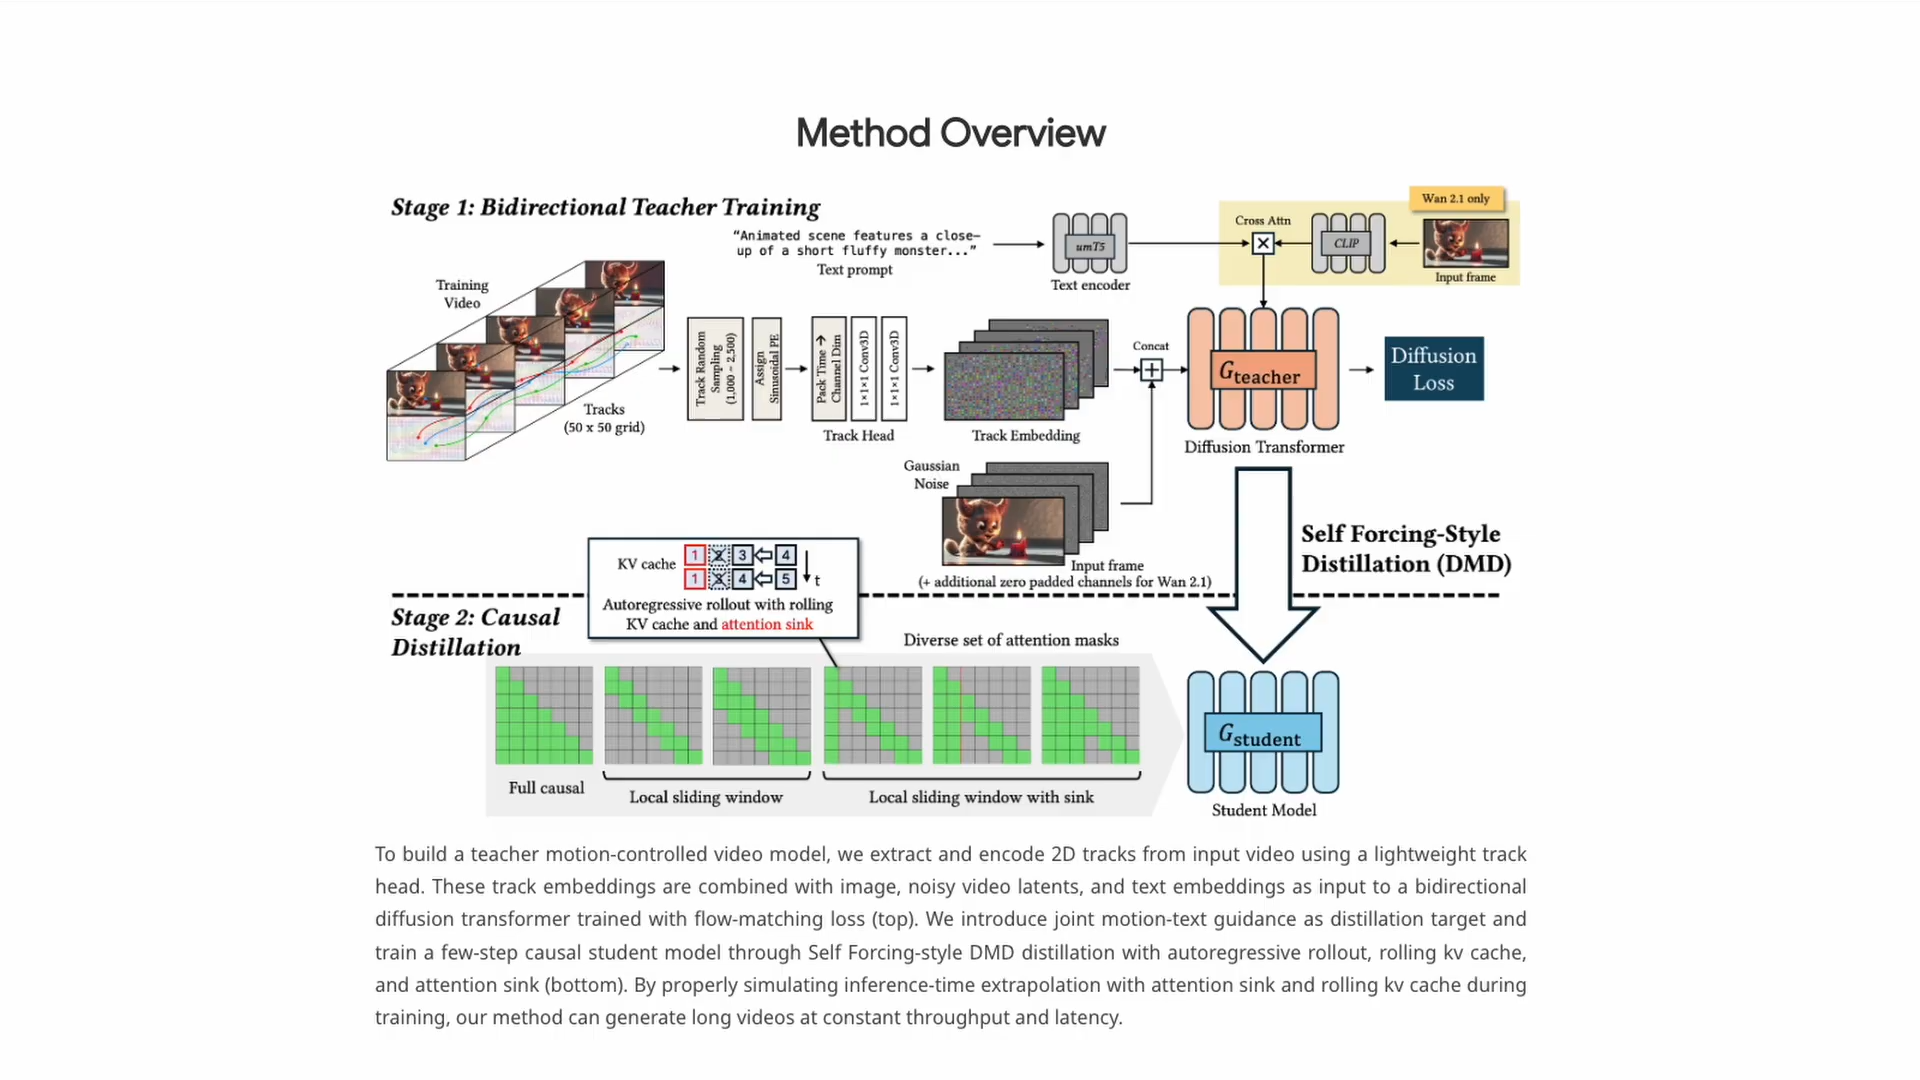 Method Overview
Stage 1: Bidirectional Teacher Training
Wan 2.1 only
“Animated scene features a close-
up of a short fluffy monster...”
Text prompt
umT5
Text encoder
Cross Attn
CLIP
Input frame
Training
Video
Tracks
(50 x 50 grid)
Track Random
Sampling
(1,000 – 2,500)
Assign
Sinusoidal PE
Pack Time →
Channel Dim
1×1×1 Conv3D
1×1×1 Conv3D
Track Head
Track Embedding
Concat
G teacher
Diffusion Transformer
Diffusion
Loss
Gaussian
Noise
Input frame
(+ additional zero padded channels for Wan 2.1)
Self Forcing-Style
Distillation (DMD)
KV cache 1 2 3 4
1 3 4 5 t
Autoregressive rollout with rolling
KV cache and attention sink
Stage 2: Causal
Distillation
Diverse set of attention masks
Full causal
Local sliding window
Local sliding window with sink
G student
Student Model
To build a teacher motion-controlled video model, we extract and encode 2D tracks from input video using a lightweight track
head. These track embeddings are combined with image, noisy video latents, and text embeddings as input to a bidirectional
diffusion transformer trained with flow-matching loss (top). We introduce joint motion-text guidance as distillation target and
train a few-step causal student model through Self Forcing-style DMD distillation with autoregressive rollout, rolling kv cache,
and attention sink (bottom). By properly simulating inference-time extrapolation with attention sink and rolling kv cache during
training, our method can generate long videos at constant throughput and latency.